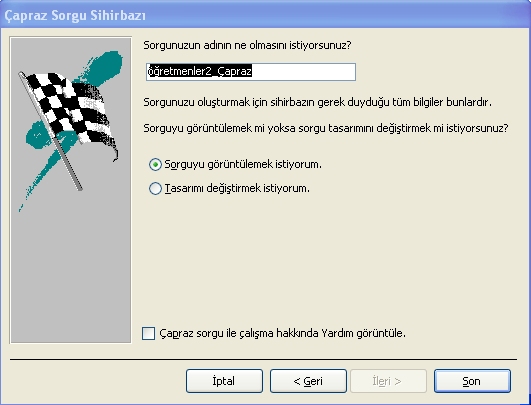 Çapraz Sorgu Sihirbazı
Sorgunuzun adının ne olmasını istiyorsunuz?
öğretmenler2_Çapraz
Sorgunuzu oluşturmak için sihirbazın gerek duyduğu tüm bilgiler bunlardır.
Sorguyu görüntülemek mi yoksa sorgu tasarımını değiştirmek mi istiyorsunuz?
Sorguyu görüntülemek istiyorum.
Tasarımı değiştirmek istiyorum.
Çapraz sorgu ile çalışma hakkında Yardım görüntüle.
İptal
< Geri
İleri >
Son